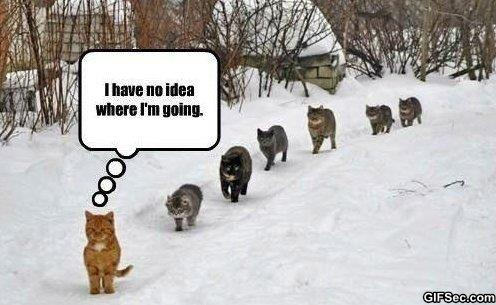 I have no idea
where I'm going.
GIFSec.com